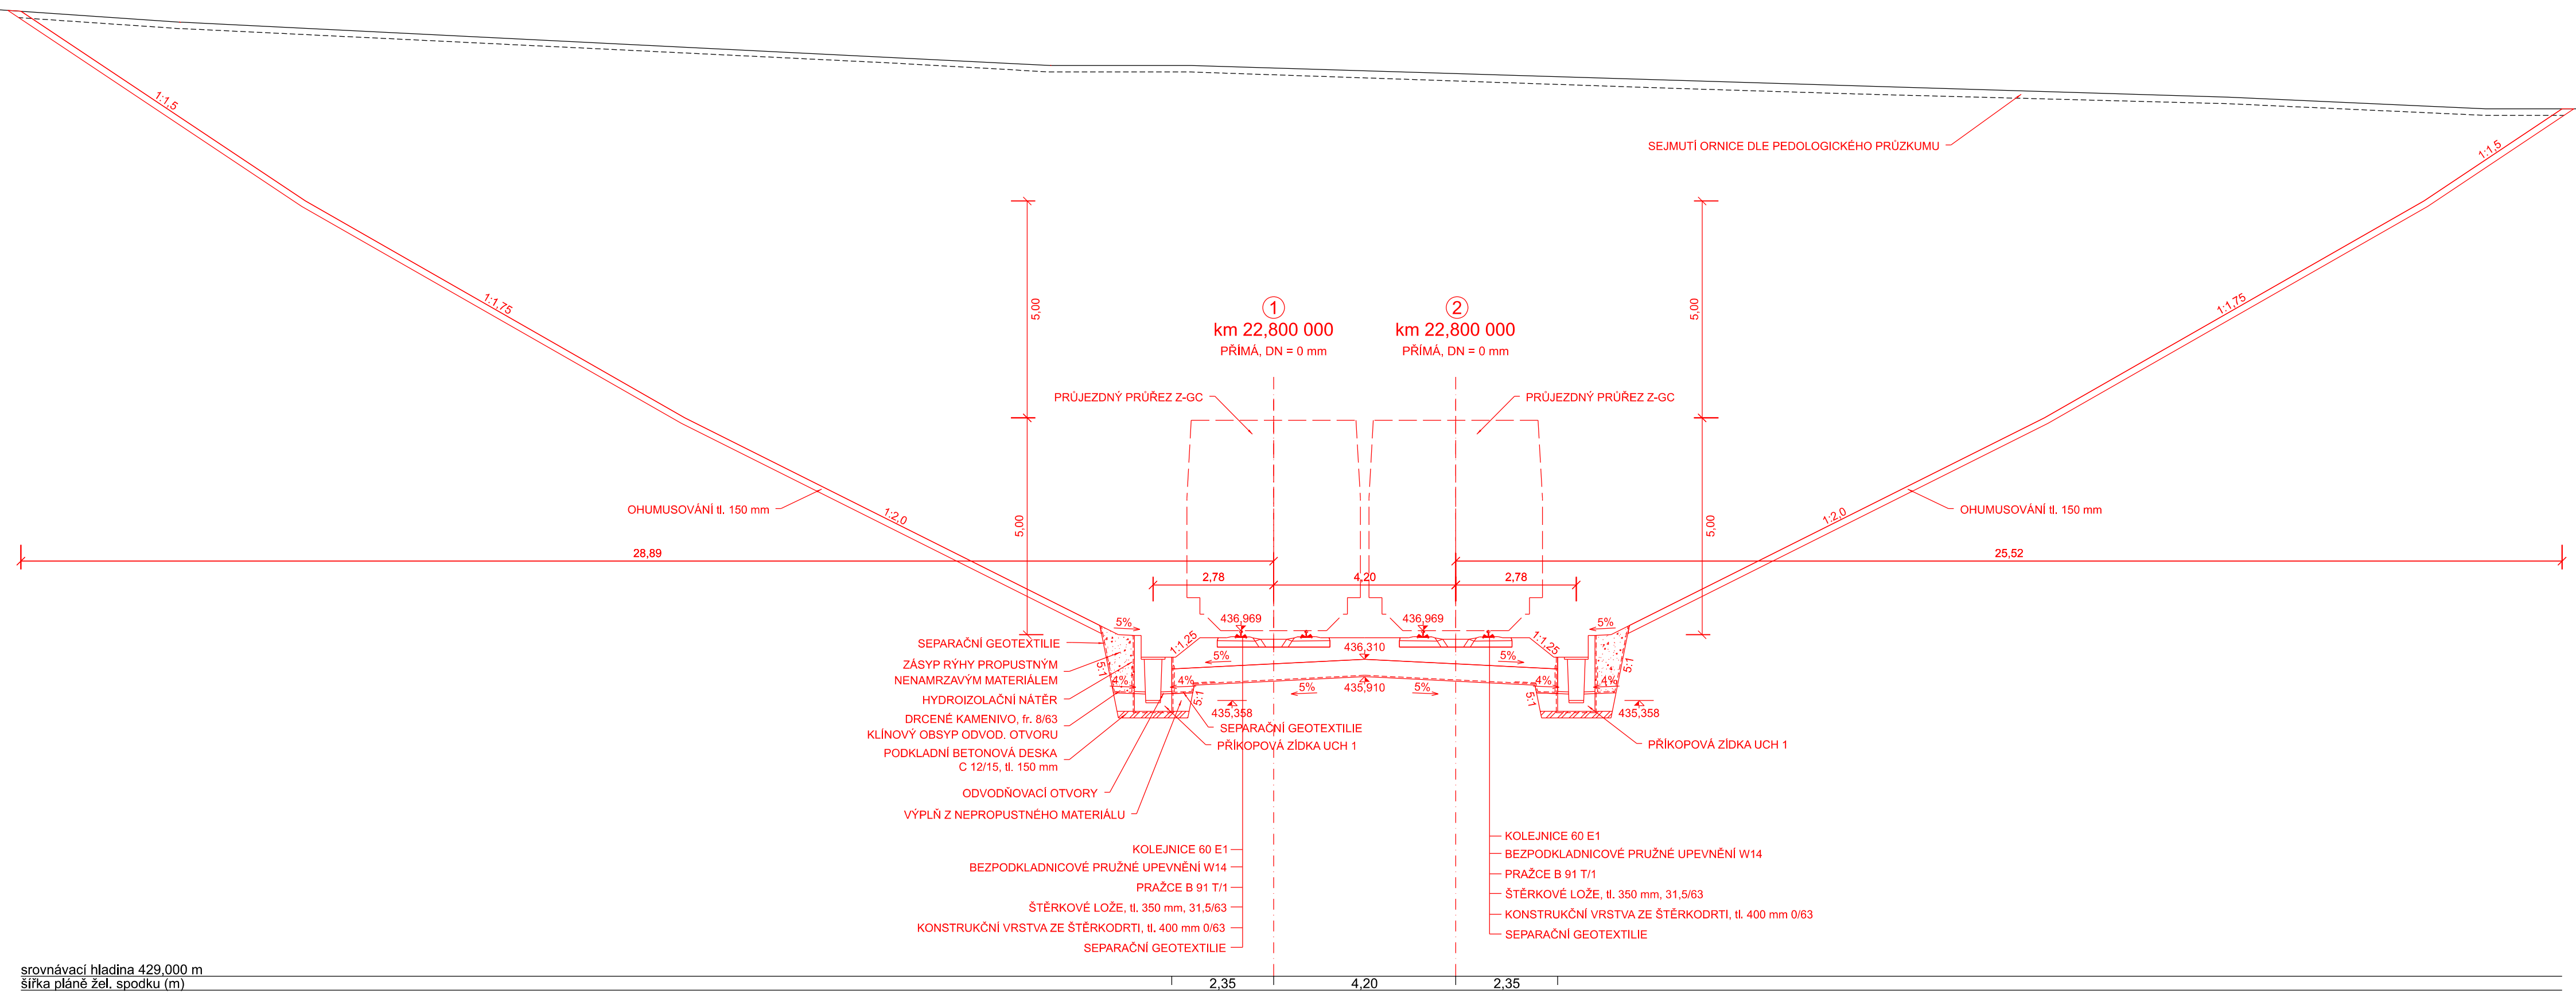 1:1,5
SEJMUTÍ ORNICE DLE PEDOLOGICKÉHO PRŮZKUMU
1:1,5
1:1,75
5,00
1
km 22,800 000
PŘÍMÁ, DN = 0 mm
2
km 22,800 000
PŘÍMÁ, DN = 0 mm
5,00
1:1,75
PRŮJEZDNÝ PRŮŘEZ Z-GC
PRŮJEZDNÝ PRŮŘEZ Z-GC
OHUMUSOVÁNÍ tl. 150 mm
1:2,0
5,00
5,00
1:2,0
OHUMUSOVÁNÍ tl. 150 mm
28,89
25,52
2,78
4,20
2,78
5%
436,969
436,969
5%
SEPARAČNÍ GEOTEXTILIE
1:1,25
436,310
1:1,25
ZÁSYP RÝHY PROPUSTNÝM
NENAMRZAVÝM MATERIÁLEM
5:1
5%
5%
5:1
4%
4%
5%
435,910
5%
4%
4%
HYDROIZOLAČNÍ NÁTĚR
5:1
5:1
DRCENÉ KAMENIVO, fr. 8/63
KLÍNOVÝ OBSYP ODVOD. OTVORU
435,358
435,358
SEPARAČNÍ GEOTEXTILIE
PŘÍKOPOVÁ ZÍDKA UCH 1
PŘÍKOPOVÁ ZÍDKA UCH 1
PODKLADNÍ BETONOVÁ DESKA
C 12/15, tl. 150 mm
ODVODŇOVACÍ OTVORY
VÝPLŇ Z NEPROPUSTNÉHO MATERIÁLU
KOLEJNICE 60 E1
BEZPODKLADNICOVÉ PRUŽNÉ UPEVNĚNÍ W14
PRAŽCE B 91 T/1
ŠTĚRKOVÉ LOŽE, tl. 350 mm, 31,5/63
KONSTRUKČNÍ VRSTVA ZE ŠTĚRKODRTI, tl. 400 mm 0/63
SEPARAČNÍ GEOTEXTILIE
KOLEJNICE 60 E1
BEZPODKLADNICOVÉ PRUŽNÉ UPEVNĚNÍ W14
PRAŽCE B 91 T/1
ŠTĚRKOVÉ LOŽE, tl. 350 mm, 31,5/63
KONSTRUKČNÍ VRSTVA ZE ŠTĚRKODRTI, tl. 400 mm 0/63
SEPARAČNÍ GEOTEXTILIE
srovnávací hladina 429,000 m
šířka pláně žel. spodku (m)
2,35
4,20
2,35